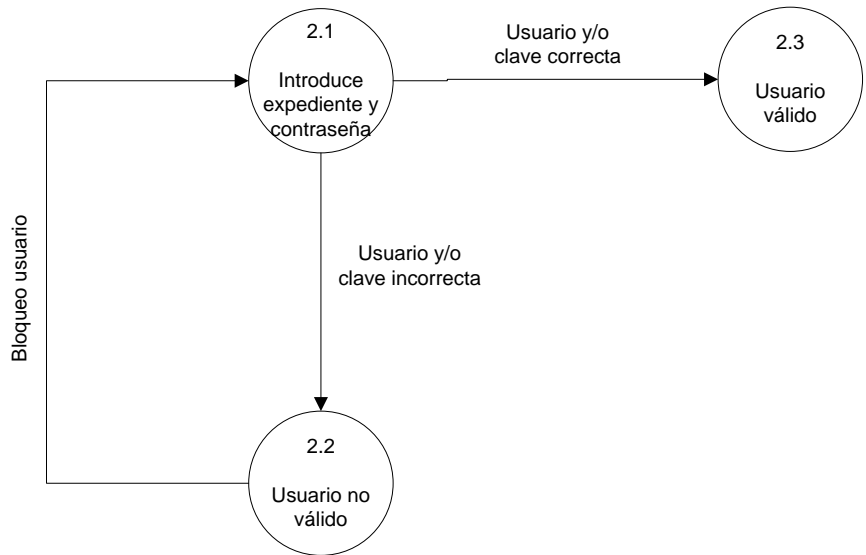 2.1
Introduce
expediente y
contraseña
Usuario y/o
clave correcta
2.3
Usuario
válido
Bloqueo usuario
Usuario y/o
clave incorrecta
2.2
Usuario no
válido